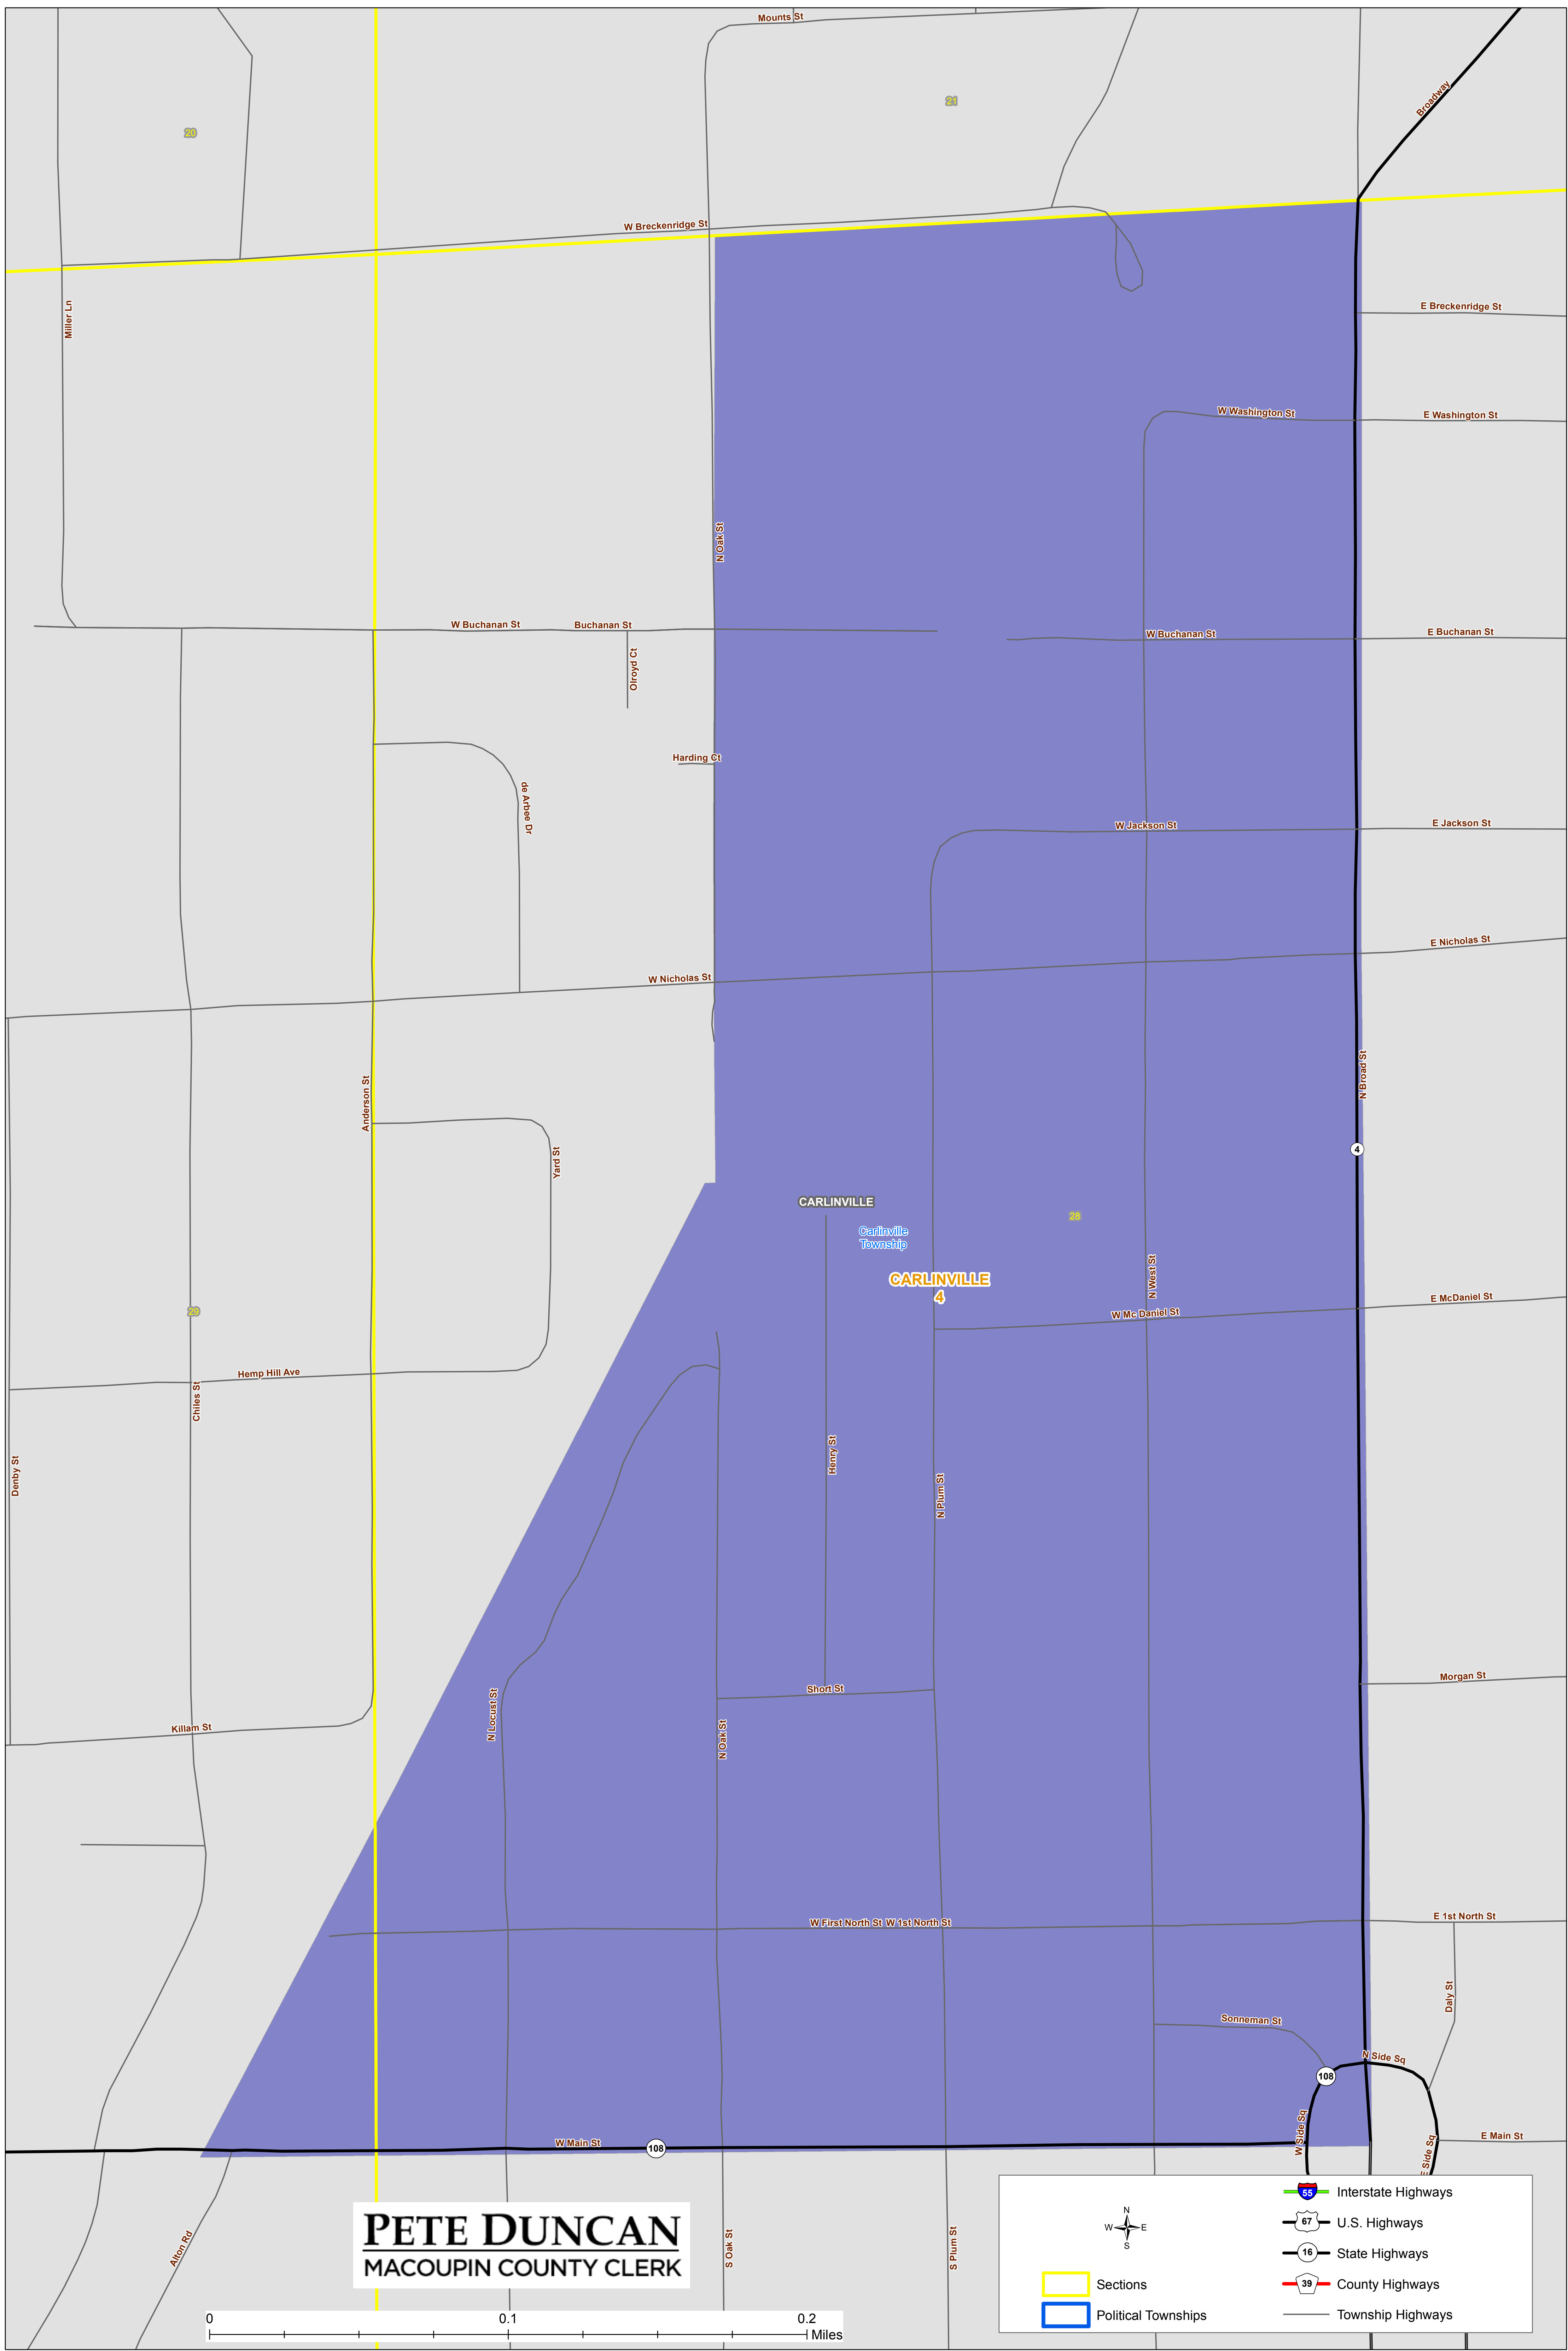 Mounts St
Broadway
21
20
W Breckenridge St
Miller Ln
E Breckenridge St
W Washington St
E Washington St
N Oak St
W Buchanan St
Buchanan St
W Buchanan St
E Buchanan St
Olroyd Ct
Harding Ct
de Arbee Dr
W Jackson St
E Jackson St
E Nicholas St
W Nicholas St
Anderson St
N Broad St
4
Yard St
CARLINVILLE
28
Carlinville
Township
CARLINVILLE
4
N West St
29
W Mc Daniel St
E McDaniel St
Hemp Hill Ave
Chiles St
Denby St
Henry St
N Plum St
Morgan St
Short St
N Locust St
N Oak St
Killam St
W First North St
W 1st North St
E 1st North St
Daly St
Sonneman St
N Side Sq
108
W Side Sq
E Side Sq
W Main St
108
E Main St
Alton Rd
S Oak St
S Plum St
PETE DUNCAN
MACOUPIN COUNTY CLERK
0 0.1 0.2
Miles
N
W E
S
Sections
Political Townships
55 Interstate Highways
67 U.S. Highways
16 State Highways
39 County Highways
Township Highways